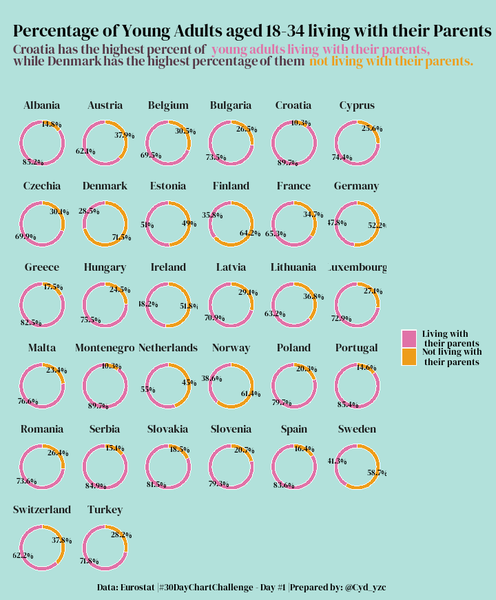 Percentage of Young Adults aged 18-34 living with their Parents
Croatia has the highest percent of young adults living with their parents,
while Denmark has the highest percentage of them not living with their parents.
Albania Austria Belgium Bulgaria Croatia Cyprus
14.8% 37.9% 30.5% 26.5% 10.3% 25.6%
85.2% 62.1% 69.5% 73.5% 89.7% 74.4%
Czechia Denmark Estonia Finland France Germany
30.1% 28.5% 51% 49% 35.8% 34.7% 47.8% 52.2%
69.9% 71.5% 64.2% 65.3%
Greece Hungary Ireland Latvia Lithuania uxembourg
17.5% 24.5% 48.2% 51.8% 29.1% 36.8% 27.1%
82.5% 75.5% 70.9% 63.2% 72.9%
Living with
their parents
Not living with
their parents
Malta Montenegro Netherlands Norway Poland Portugal
23.4% 10.3% 55% 45% 38.6% 20.3% 14.6%
76.6% 89.7% 61.4% 79.7% 85.4%
Romania Serbia Slovakia Slovenia Spain Sweden
26.4% 15.1% 18.5% 20.7% 16.4% 41.3%
73.6% 84.9% 81.5% 79.3% 83.6% 58.7%
Switzerland Turkey
37.8% 28.2%
62.2% 71.8%
Data: Eurostat |#30DayChartChallenge - Day #1 |Prepared by: @Cyd_yzc